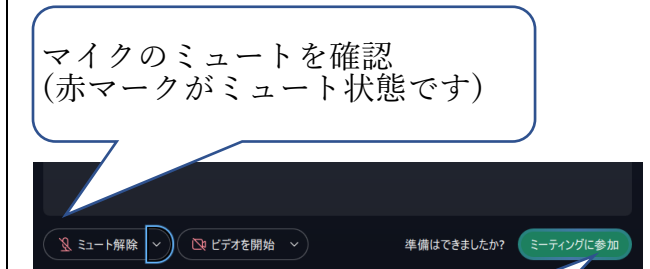 マイクのミュートを確認
(赤マークがミュート状態です)
ミュート解除 ビデオを開始 準備はできましたか? ミーティングに参加